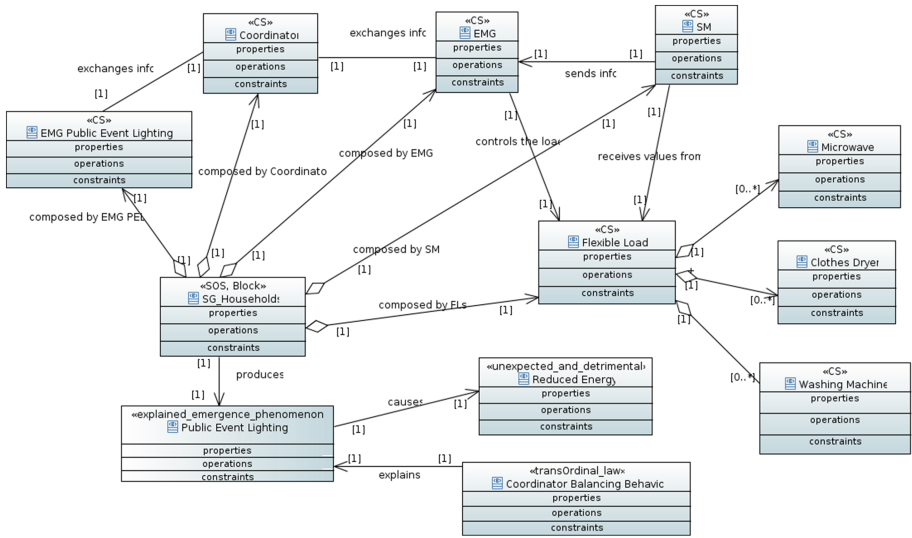 «CS»
Coordinator
properties
operations
constraints
exchanges info
[1]
[1]
exchanges info
[1]
[1]
«CS»
EMG
properties
operations
constraints
[1]
[1]
sends info
«CS»
SM
properties
operations
constraints
«CS»
EMG Public Event Lighting
properties
operations
constraints
[1]
composed by EMG PEL
[1]
[1]
composed by Coordinato
[1]
[1]
composed by EMG
[1]
[1]
composed by SM
[1]
controls the loa
[1]
[1]
receives values from
[1]
[1]
«CS»
Microwave
properties
operations
constraints
[0..*]
[1]
«CS»
Flexible Load
properties
operations
constraints
«CS»
Clothes Dryer
properties
operations
constraints
[1]
[0..*]
[1]
[0..*]
«CS»
Washing Machine
properties
operations
constraints
«SOS, Block»
SG_Households
properties
operations
constraints
composed by FLs
[1]
[1]
[1]
produces
[1]
«explained_emergence_phenomenon
Public Event Lighting
properties
operations
constraints
causes
[1]
[1]
«unexpected_and_detrimental»
Reduced Energy
properties
operations
constraints
[1]
[1]
explains
«transOrdinal_law»
Coordinator Balancing Behavio
properties
operations
constraints